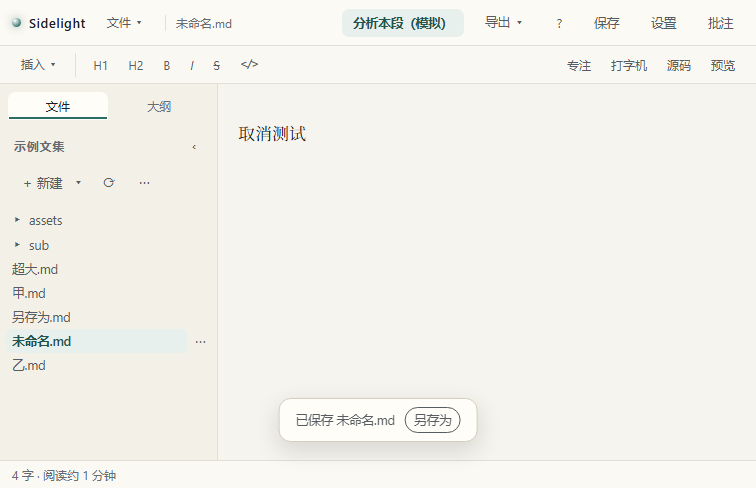 Sidelight 文件 ▾ 未命名.md 分析本段（模拟） 导出 ▾ ? 保存 设置 批注
插入 ▾ H1 H2 B I S </> 专注 打字机 源码 预览
文件 大纲
示例文集 ‹
+ 新建 ▾ ⟳ ···
▸ assets
▸ sub
超大.md
甲.md
另存为.md
未命名.md ···
乙.md
取消测试
已保存 未命名.md 另存为
4 字 · 阅读约 1 分钟